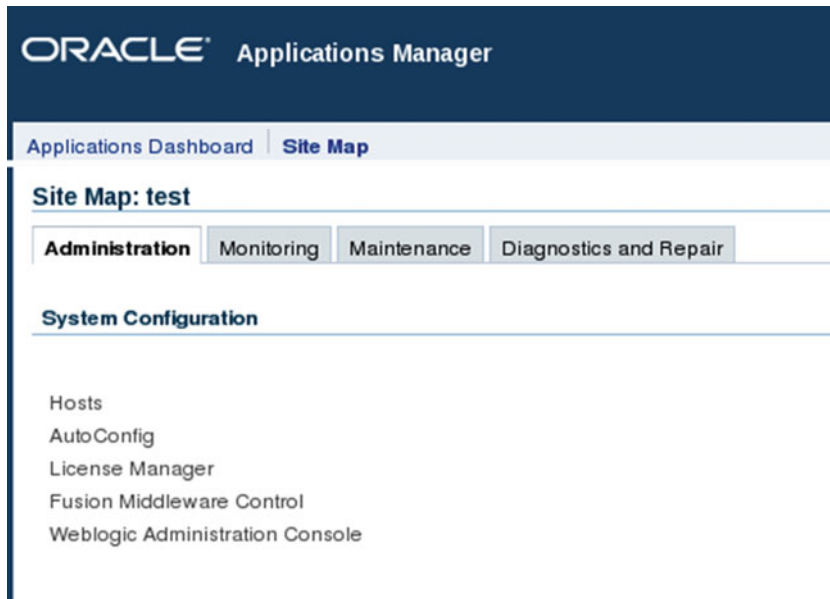 ORACLE Applications Manager
Applications Dashboard Site Map
Site Map: test
Administration Monitoring Maintenance Diagnostics and Repair
System Configuration
Hosts
AutoConfig
License Manager
Fusion Middleware Control
Weblogic Administration Console